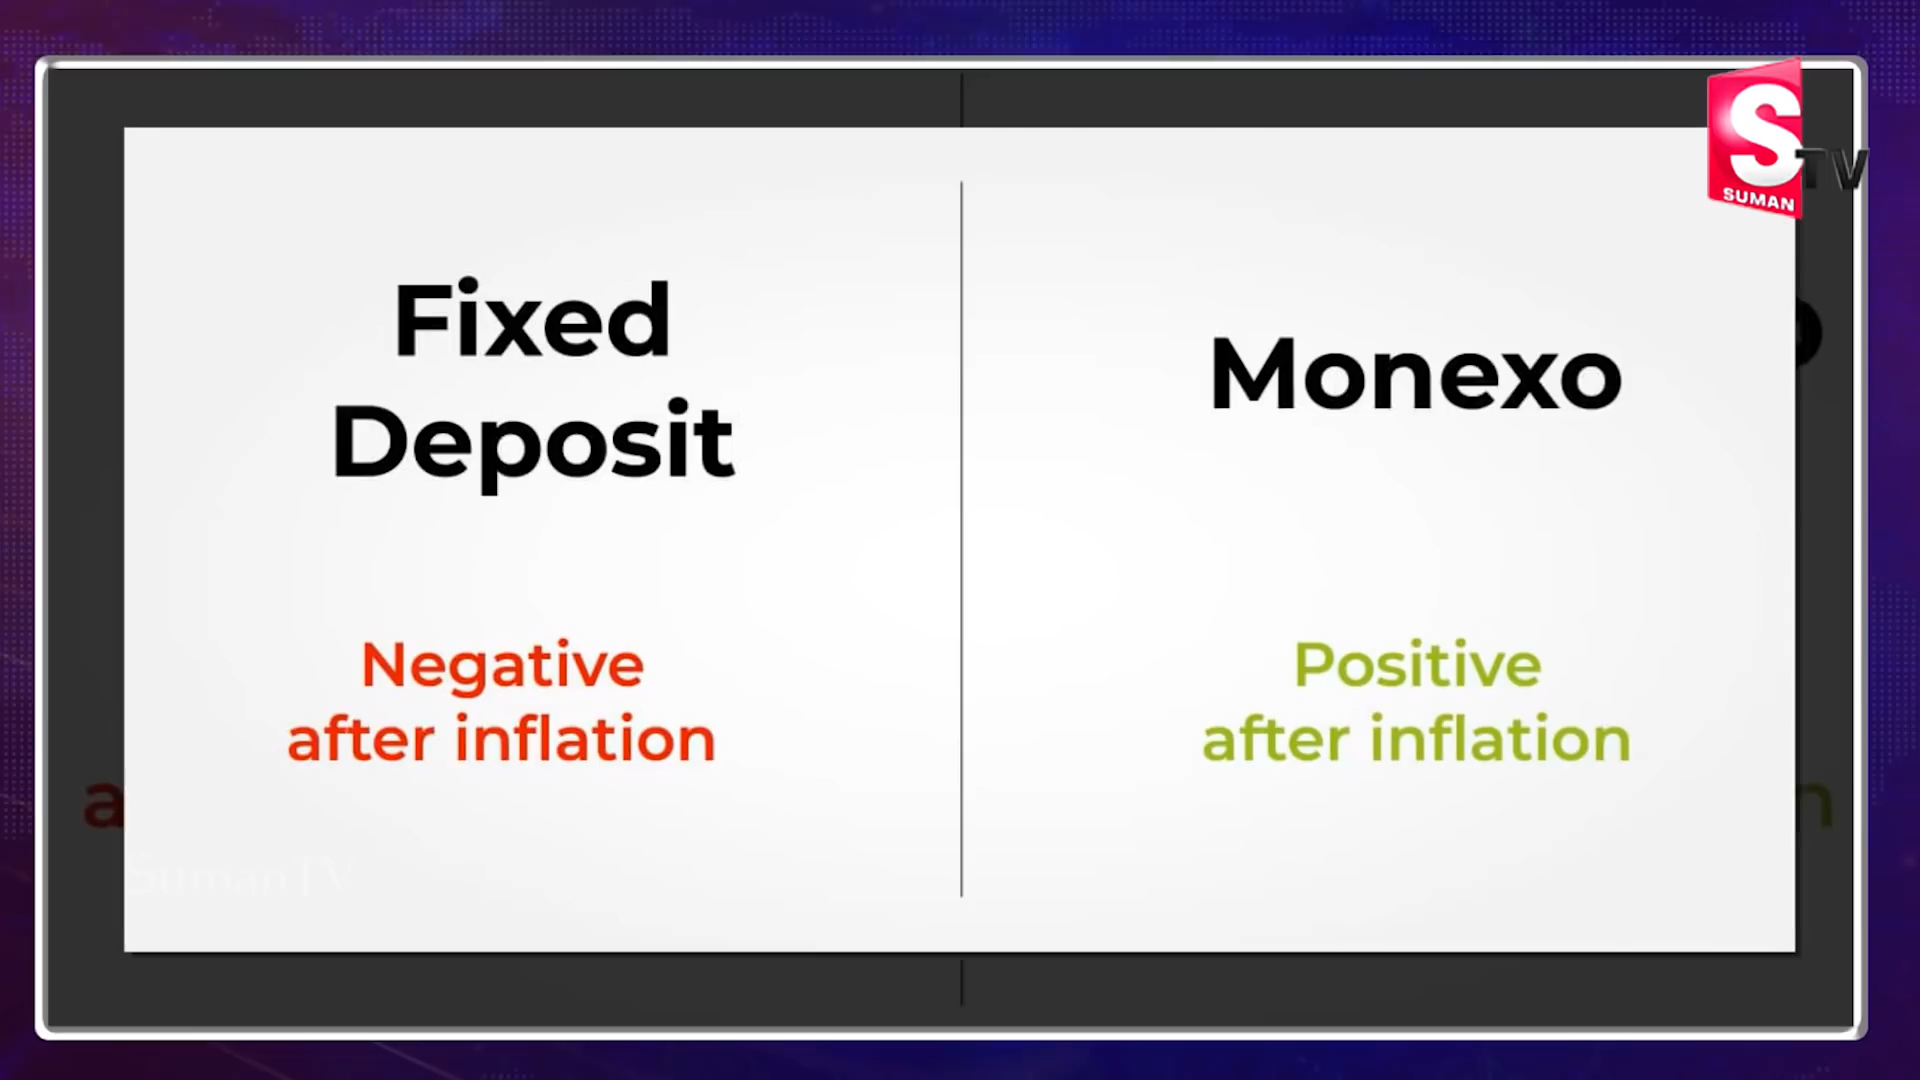 Fixed
Deposit
Monexo
Negative
after inflation
Positive
after inflation
S
TV
SUMAN
SumanTV